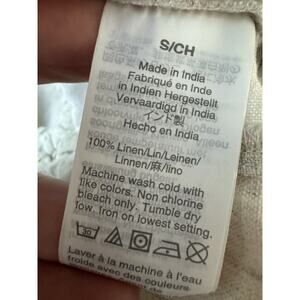 S/CH
Made in India
Fabriqué en Inde
in Indien Hergestellt
Vervaardigd in India
インド製
Hecho en India
100% Linen/Lin/Leinen/
Linnen/麻/lino
Machine wash cold with
like colors. Non chlorine
bleach only. Tumble dry
low. Iron on lowest setting.
30
Laver à la machine à l'eau
froide avec des couleurs